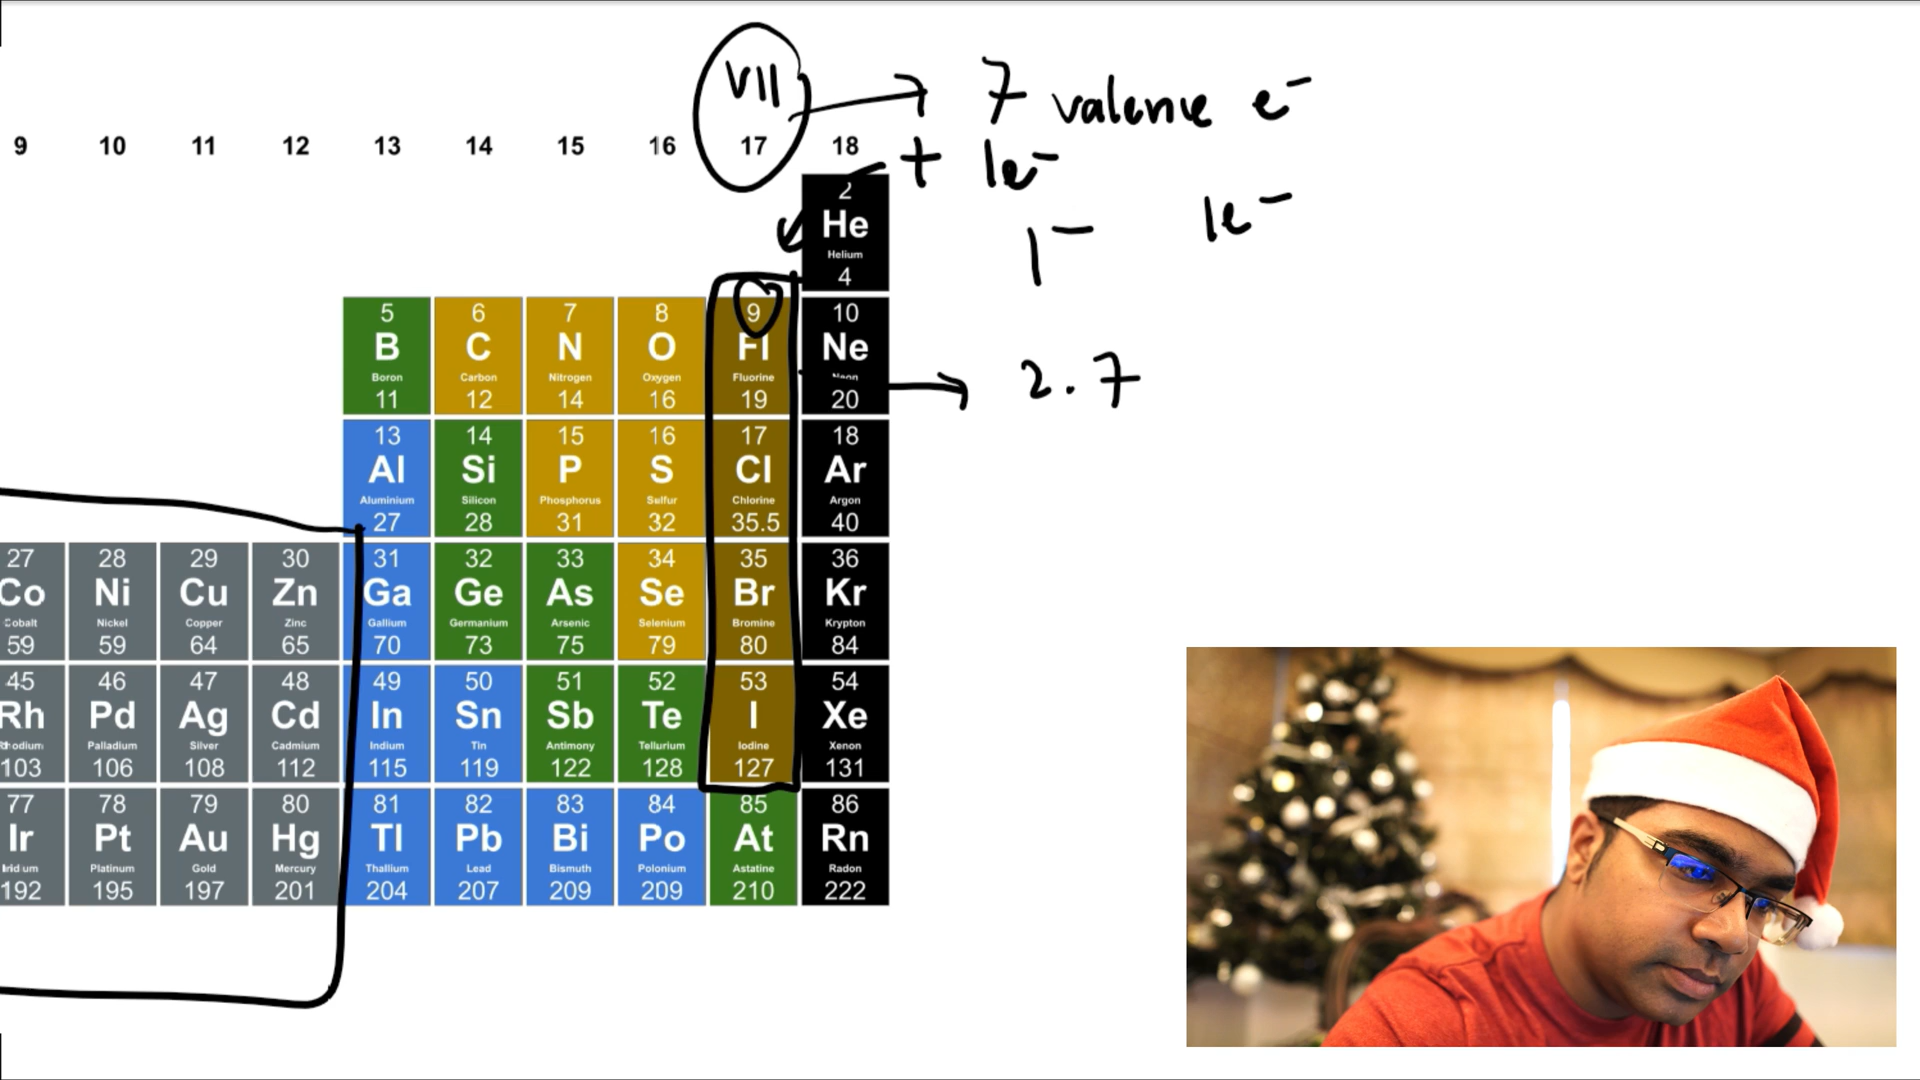 VII → 7 valence e⁻
9 10 11 12 13 14 15 16 17 18 + 1e⁻
1⁻ 1e⁻
2
He
Helium
4
5 6 7 8 9 10
B C N O Fl Ne
Boron Carbon Nitrogen Oxygen Fluorine Neon
11 12 14 16 19 20 → 2.7
13 14 15 16 17 18
Al Si P S Cl Ar
Aluminium Silicon Phosphorus Sulfur Chlorine Argon
27 28 31 32 35.5 40
27 28 29 30 31 32 33 34 35 36
Co Ni Cu Zn Ga Ge As Se Br Kr
Cobalt Nickel Copper Zinc Gallium Germanium Arsenic Selenium Bromine Krypton
59 59 64 65 70 73 75 79 80 84
45 46 47 48 49 50 51 52 53 54
Rh Pd Ag Cd In Sn Sb Te I Xe
Rhodium Palladium Silver Cadmium Indium Tin Antimony Tellurium Iodine Xenon
103 106 108 112 115 119 122 128 127 131
77 78 79 80 81 82 83 84 85 86
Ir Pt Au Hg Tl Pb Bi Po At Rn
Iridium Platinum Gold Mercury Thallium Lead Bismuth Polonium Astatine Radon
192 195 197 201 204 207 209 209 210 222